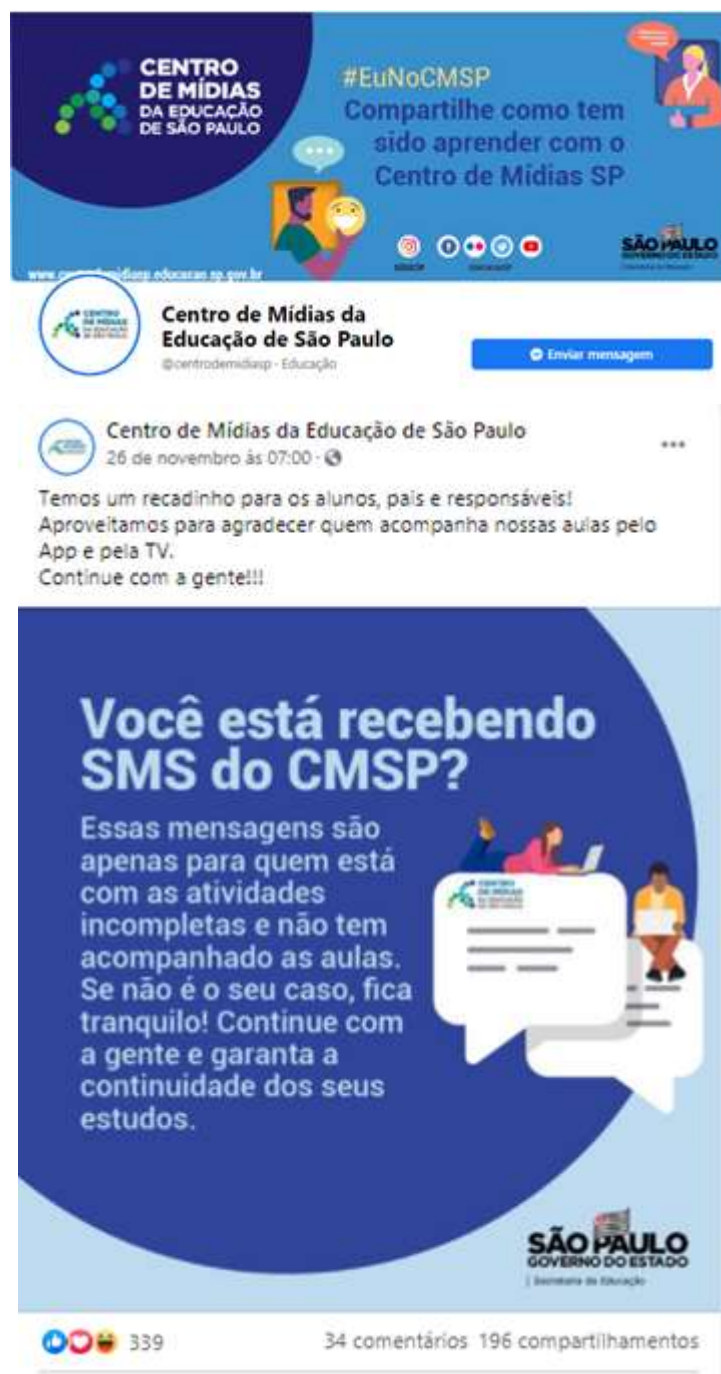 CENTRO
DE MÍDIAS
DA EDUCAÇÃO
DE SÃO PAULO
#EuNoCMSP
Compartilhe como tem
sido aprender com o
Centro de Mídias SP
SÃO PAULO
GOVERNO DO ESTADO
Centro de Mídias da
Educação de São Paulo
@centrodemidiasp · Educação
Enviar mensagem
Centro de Mídias da Educação de São Paulo
26 de novembro às 07:00
Temos um recadinho para os alunos, pais e responsáveis!
Aproveitamos para agradecer quem acompanha nossas aulas pelo
App e pela TV.
Continue com a gente!!!
Você está recebendo
SMS do CMSP?
Essas mensagens são
apenas para quem está
com as atividades
incompletas e não tem
acompanhado as aulas.
Se não é o seu caso, fica
tranquilo! Continue com
a gente e garanta a
continuidade dos seus
estudos.
SÃO PAULO
GOVERNO DO ESTADO
| Secretaria da Educação
339
34 comentários 196 compartilhamentos